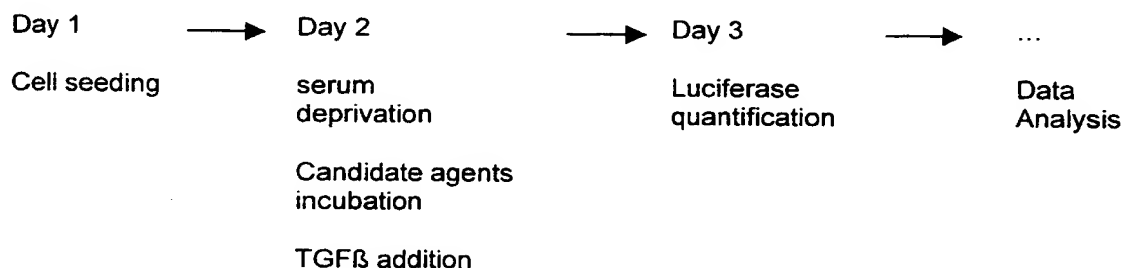 Day 1
Day 2
Day 3
...
Cell seeding
serum
deprivation
Candidate agents
incubation
TGFß addition
Luciferase
quantification
Data
Analysis